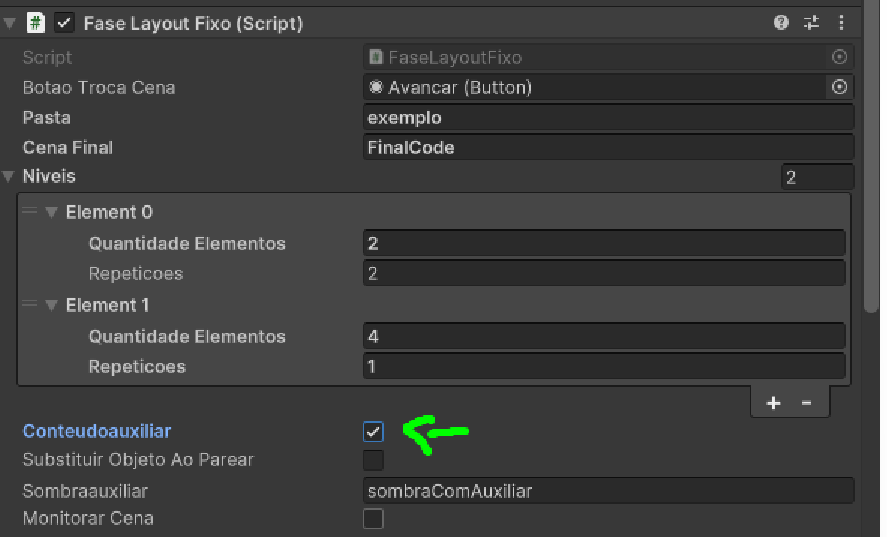 Fase Layout Fixo (Script)
Script FaseLayoutFixo
Botao Troca Cena Avancar (Button)
Pasta exemplo
Cena Final FinalCode
Niveis 2
Element 0
Quantidade Elementos 2
Repeticoes 2
Element 1
Quantidade Elementos 4
Repeticoes 1
+ -
Conteudoauxiliar
Substituir Objeto Ao Parear
Sombraauxiliar sombraComAuxiliar
Monitorar Cena